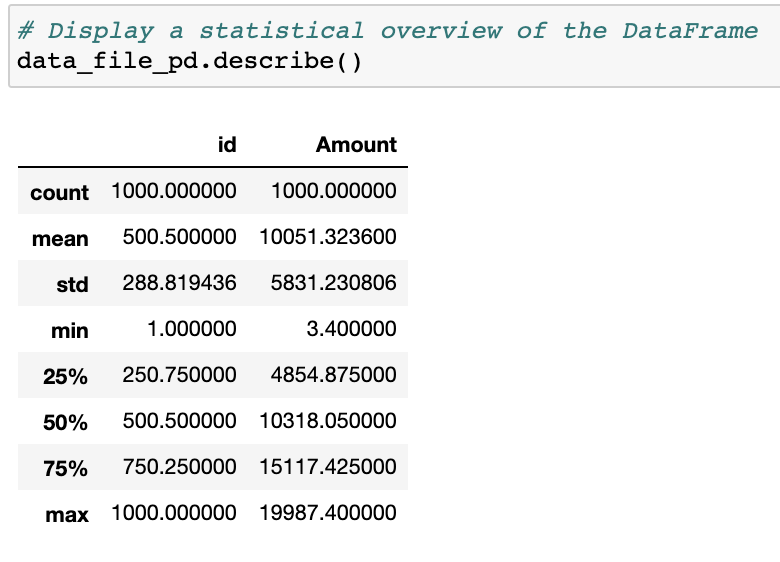 # Display a statistical overview of the DataFrame
data_file_pd.describe()
id Amount
count 1000.000000 1000.000000
mean 500.500000 10051.323600
std 288.819436 5831.230806
min 1.000000 3.400000
25% 250.750000 4854.875000
50% 500.500000 10318.050000
75% 750.250000 15117.425000
max 1000.000000 19987.400000